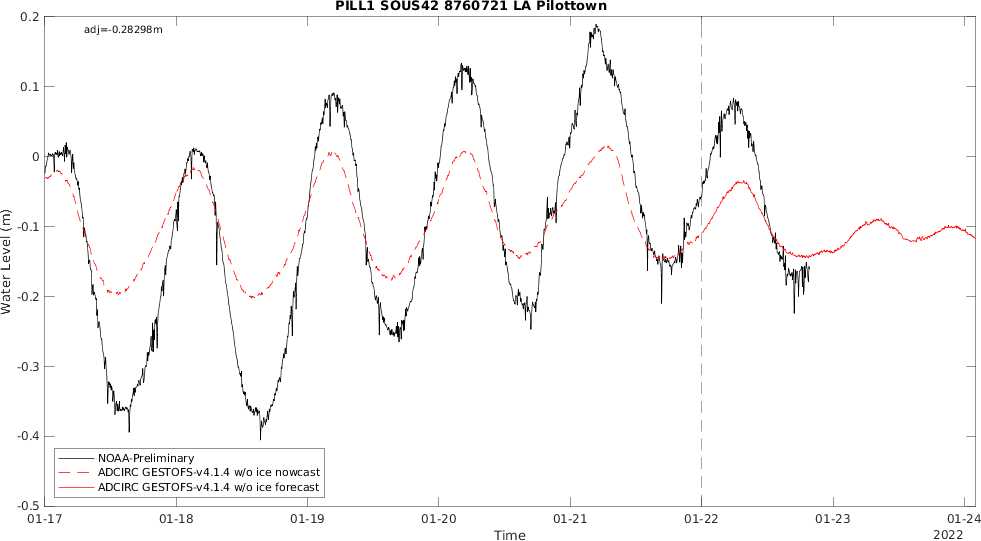 PILL1 SOUS42 8760721 LA Pilottown
adj=-0.28298m
0.2
0.1
0
-0.1
-0.2
-0.3
-0.4
-0.5
Water Level (m)
NOAA-Preliminary
ADCIRC GESTOFS-v4.1.4 w/o ice nowcast
ADCIRC GESTOFS-v4.1.4 w/o ice forecast
01-17 01-18 01-19 01-20 01-21 01-22 01-23 01-24
Time
2022